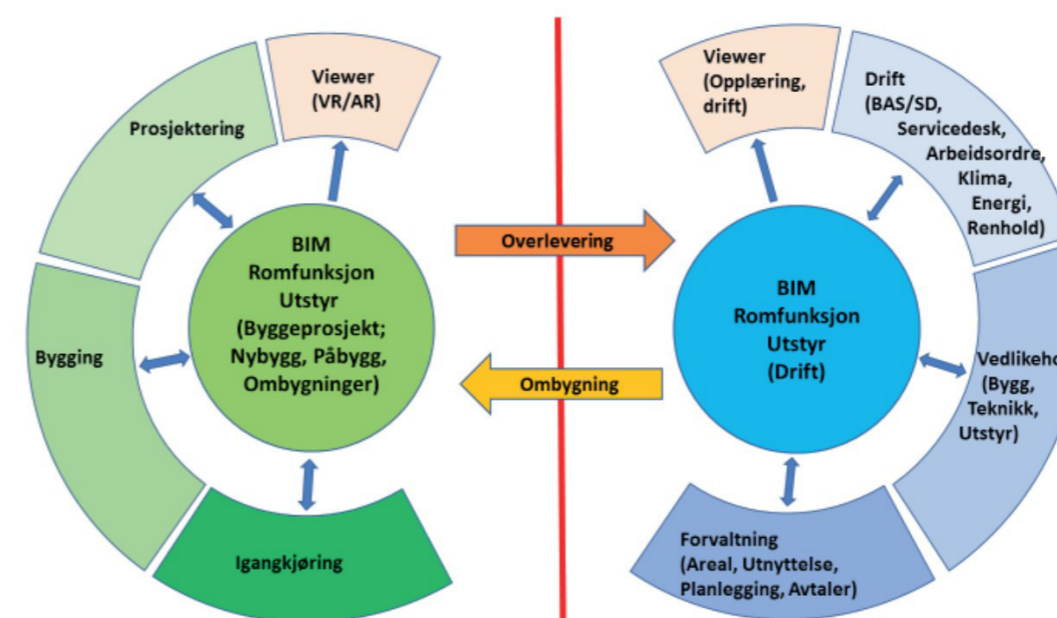 Viewer
(VR/AR)
Prosjektering
BIM
Romfunksjon
Utstyr
(Byggeprosjekt;
Nybygg, Påbygg,
Ombygninger)
Bygging
Igangkjøring
Overlevering
Ombygning
Viewer
(Opplæring,
drift)
Drift
(BAS/SD,
Servicedesk,
Arbeidsordre,
Klima,
Energi,
Renhold)
BIM
Romfunksjon
Utstyr
(Drift)
(Bygg,
Teknikk,
Utstyr)
Forvaltning
(Areal, Utnyttelse,
Planlegging, Avtaler)